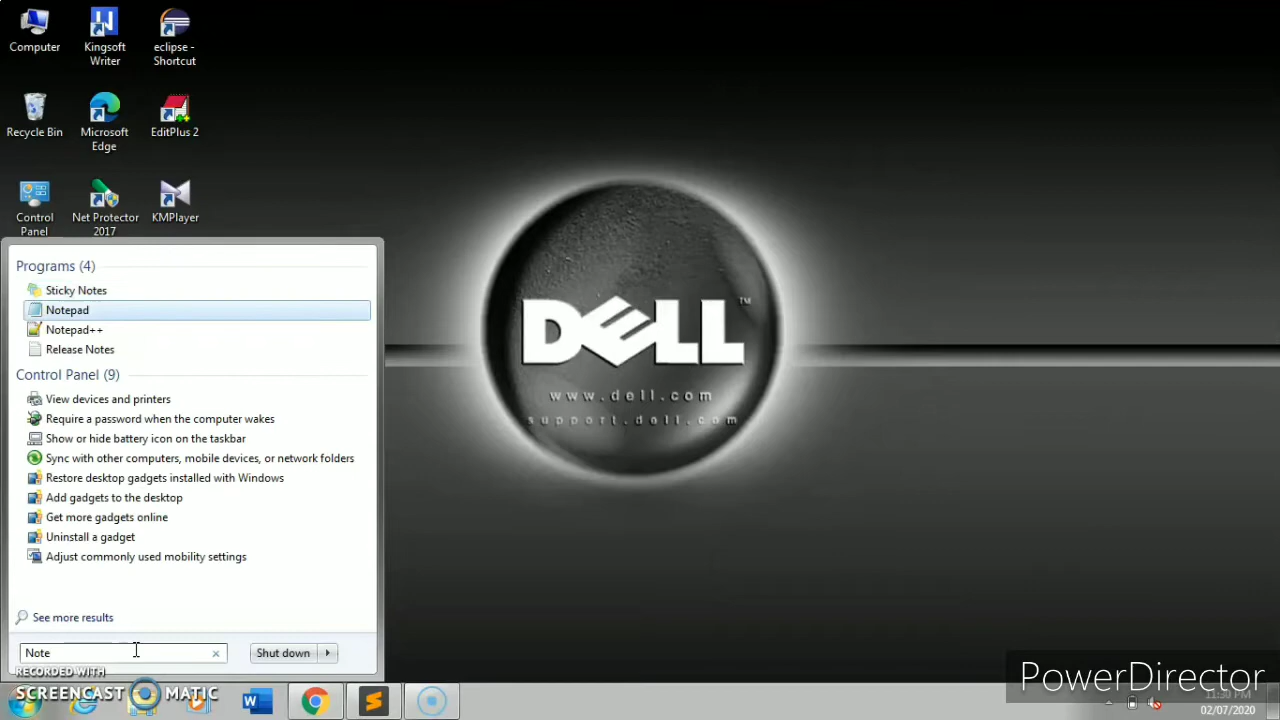 Computer
Kingsoft
Writer
eclipse -
Shortcut
Recycle Bin
Microsoft
Edge
EditPlus 2
Control
Panel
Net Protector
2017
KMPlayer
Programs (4)
Sticky Notes
Notepad
Notepad++
Release Notes
Control Panel (9)
View devices and printers
Require a password when the computer wakes
Show or hide battery icon on the taskbar
Sync with other computers, mobile devices, or network folders
Restore desktop gadgets installed with Windows
Add gadgets to the desktop
Get more gadgets online
Uninstall a gadget
Adjust commonly used mobility settings
See more results
Note
Shut down
DELL™
www.dell.com
support.dell.com
RECORDED WITH
SCREENCAST MATIC
PowerDirector
11:30 PM
02/07/2020